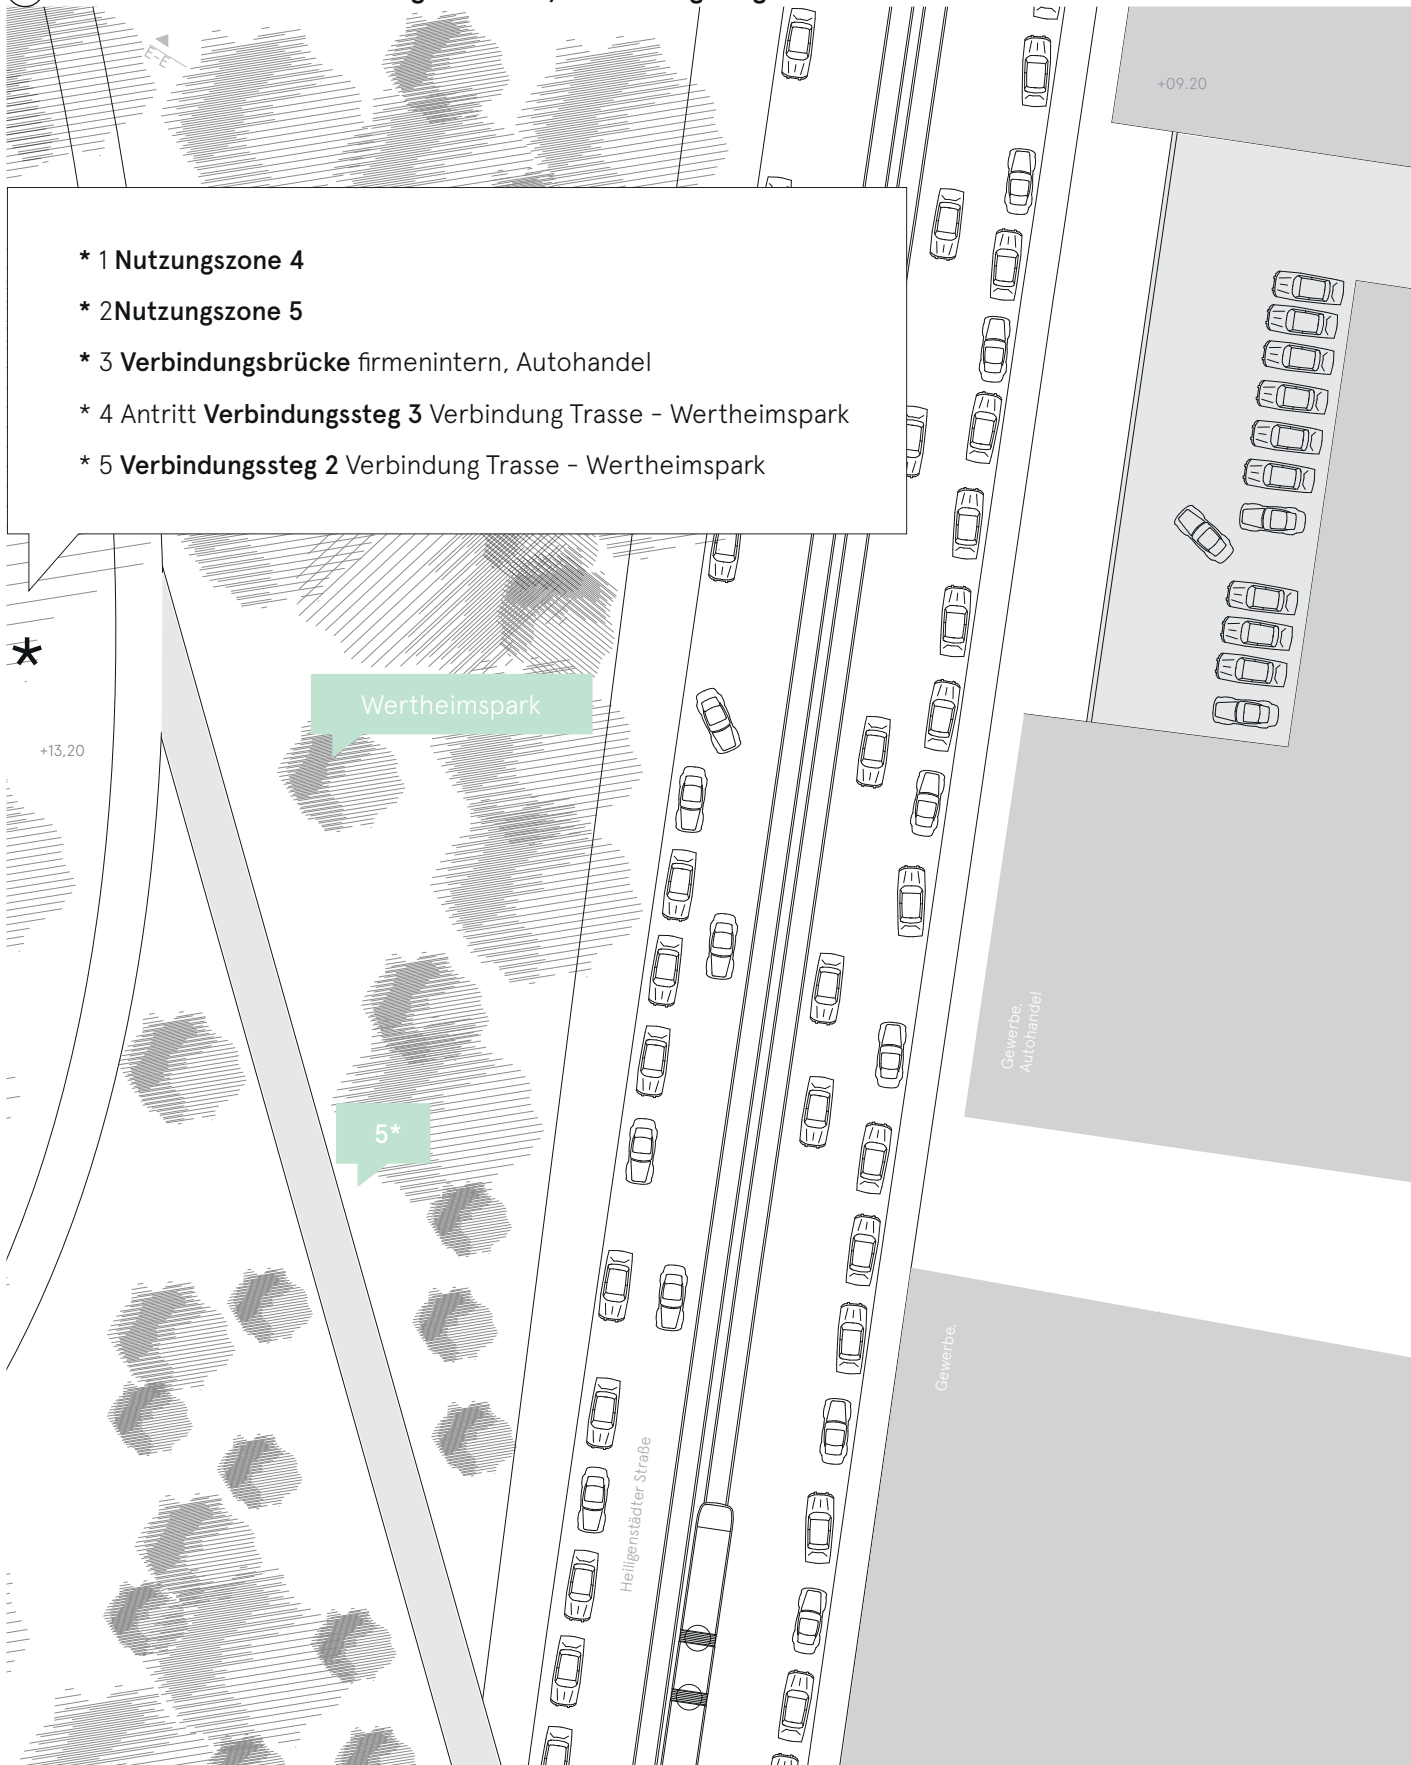 E-E
+09.20
* 1 Nutzungszone 4
* 2Nutzungszone 5
* 3 Verbindungsbrücke firmenintern, Autohandel
* 4 Antritt Verbindungssteg 3 Verbindung Trasse - Wertheimspark
* 5 Verbindungssteg 2 Verbindung Trasse - Wertheimspark
*
Wertheimspark
+13,20
Gewerbe,
Autohandel
5*
Gewerbe,
Heiligenstädter Straße